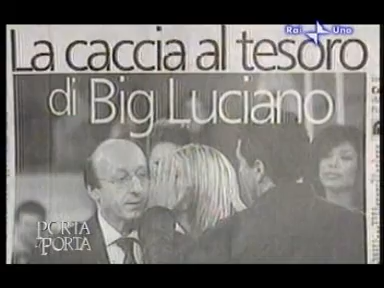 Rai Uno
La caccia al tesoro
di Big Luciano
PORTA
A PORTA